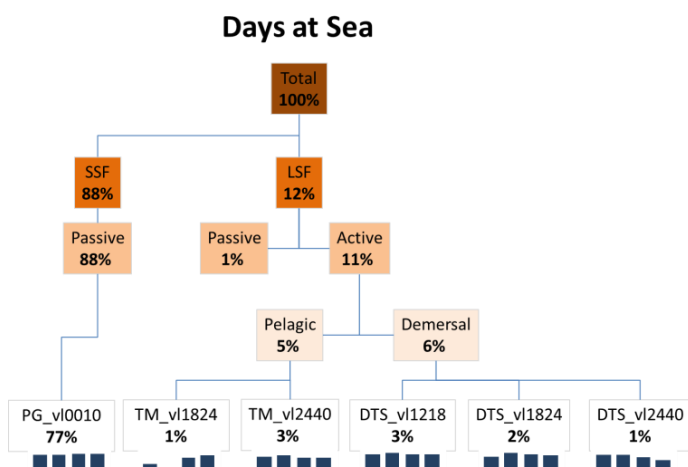 Days at Sea
Total
100%
SSF
88%
LSF
12%
Passive
88%
Passive
1%
Active
11%
Pelagic
5%
Demersal
6%
PG_vl0010
77%
TM_vl1824
1%
TM_vl2440
3%
DTS_vl1218
3%
DTS_vl1824
2%
DTS_vl2440
1%